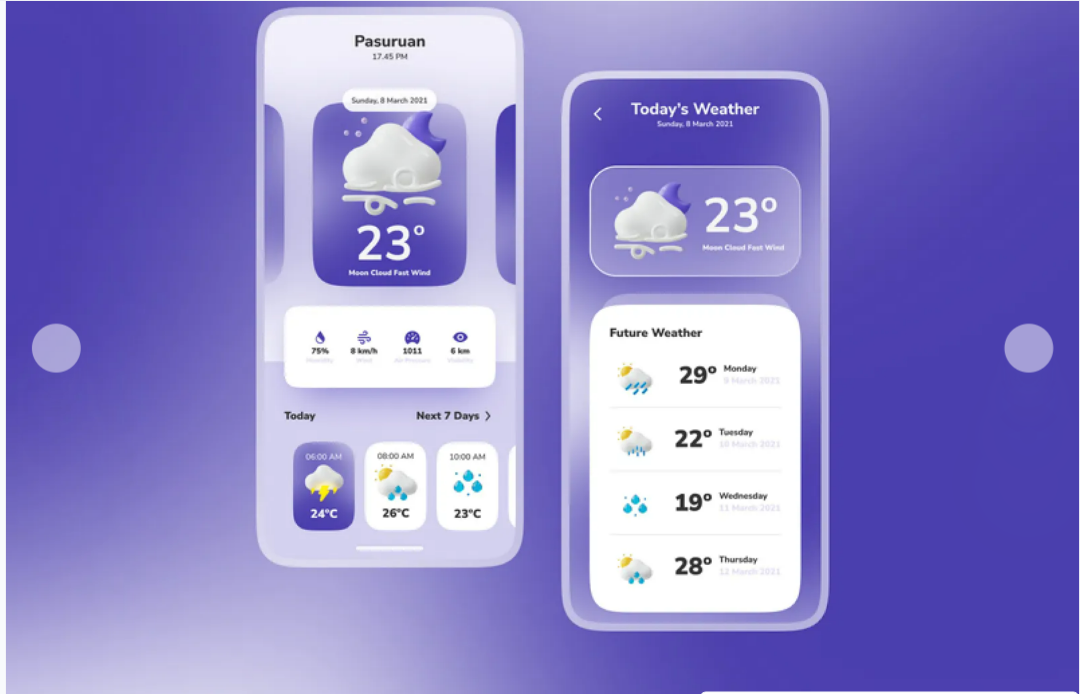 Pasuruan
17.45 PM
Sunday, 8 March 2021
23°
Moon Cloud Fast Wind
75% 8 km/h 1011 6 km
Humidity Wind Air Pressure Visibility
Today Next 7 Days
06:00 AM 08:00 AM 10:00 AM
24°C 26°C 23°C
Today's Weather
Sunday, 8 March 2021
23°
Moon Cloud Fast Wind
Future Weather
29° Monday
9 March 2021
22° Tuesday
10 March 2021
19° Wednesday
11 March 2021
28° Thursday
12 March 2021